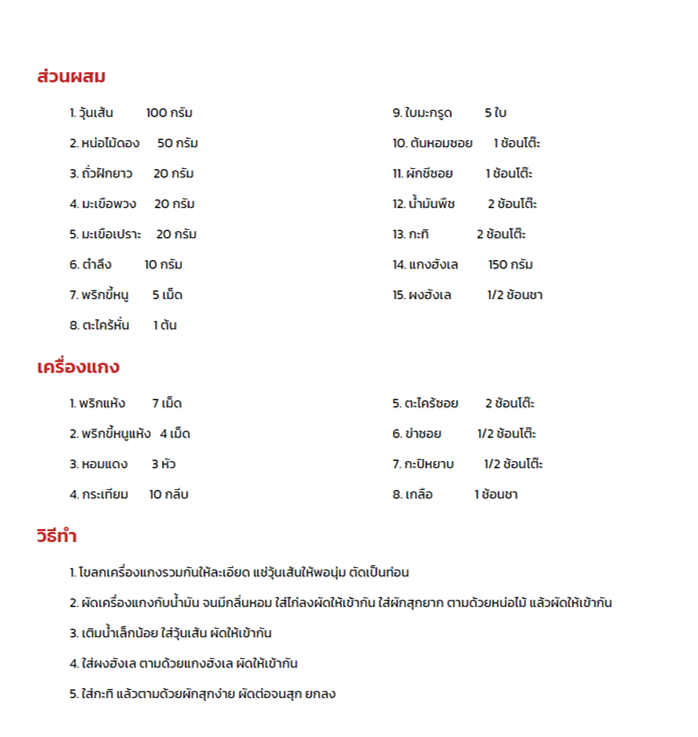 ส่วนผสม
1. วุ้นเส้น 100 กรัม
2. หน่อไม้ดอง 50 กรัม
3. ถั่วฝักยาว 20 กรัม
4. มะเขือพวง 20 กรัม
5. มะเขือเปราะ 20 กรัม
6. ตำลึง 10 กรัม
7. พริกขี้หนู 5 เม็ด
8. ตะไคร้หั่น 1 ต้น
9. ใบมะกรูด 5 ใบ
10. ต้นหอมซอย 1 ช้อนโต๊ะ
11. ผักชีซอย 1 ช้อนโต๊ะ
12. น้ำมันพืช 2 ช้อนโต๊ะ
13. กะทิ 2 ช้อนโต๊ะ
14. แกงฮังเล 150 กรัม
15. ผงฮังเล 1/2 ช้อนชา
เครื่องแกง
1. พริกแห้ง 7 เม็ด
2. พริกขี้หนูแห้ง 4 เม็ด
3. หอมแดง 3 หัว
4. กระเทียม 10 กลีบ
5. ตะไคร้ซอย 2 ช้อนโต๊ะ
6. ข่าซอย 1/2 ช้อนโต๊ะ
7. กะปิหยาบ 1/2 ช้อนโต๊ะ
8. เกลือ 1 ช้อนชา
วิธีทำ
1. โขลกเครื่องแกงรวมกันให้ละเอียด แช่วุ้นเส้นให้พอนุ่ม ตัดเป็นท่อน
2. ผัดเครื่องแกงกับน้ำมัน จนมีกลิ่นหอม ใส่ไก่ลงผัดให้เข้ากัน ใส่ผักสุกยาก ตามด้วยหน่อไม้ แล้วผัดให้เข้ากัน
3. เติมน้ำเล็กน้อย ใส่วุ้นเส้น ผัดให้เข้ากัน
4. ใส่ผงฮังเล ตามด้วยแกงฮังเล ผัดให้เข้ากัน
5. ใส่กะทิ แล้วตามด้วยผักสุกง่าย ผัดต่อจนสุก ยกลง